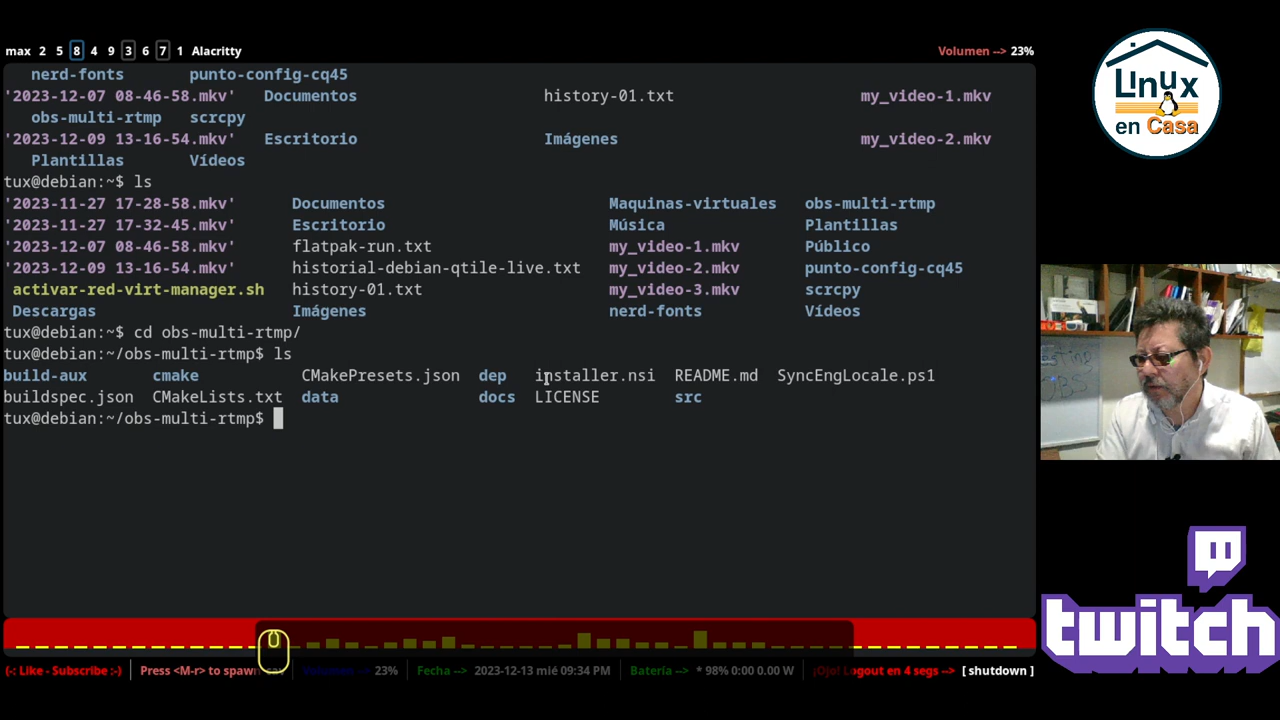 max 2 5 8 4 9 3 6 7 1 Alacritty
Volumen --> 23%
nerd-fonts punto-config-cq45
'2023-12-07 08-46-58.mkv' Documentos history-01.txt my_video-1.mkv
obs-multi-rtmp scrcpy
'2023-12-09 13-16-54.mkv' Escritorio Imágenes my_video-2.mkv
Plantillas Vídeos
tux@debian:~$ ls
'2023-11-27 17-28-58.mkv' Documentos Maquinas-virtuales obs-multi-rtmp
'2023-11-27 17-32-45.mkv' Escritorio Música Plantillas
'2023-12-07 08-46-58.mkv' flatpak-run.txt my_video-1.mkv Público
'2023-12-09 13-16-54.mkv' historial-debian-qtile-live.txt my_video-2.mkv punto-config-cq45
activar-red-virt-manager.sh history-01.txt my_video-3.mkv scrcpy
Descargas Imágenes nerd-fonts Vídeos
tux@debian:~$ cd obs-multi-rtmp/
tux@debian:~/obs-multi-rtmp$ ls
build-aux cmake CMakePresets.json dep installer.nsi README.md SyncEngLocale.ps1
buildspec.json CMakeLists.txt data docs LICENSE src
tux@debian:~/obs-multi-rtmp$
(-: Like - Subscribe :-) Press <M-r> to spawn 23% Fecha --> 2023-12-13 mié 09:34 PM Batería --> * 98% 0:00 0.00 W ¡Ojo! Logout en 4 segs --> [ shutdown ]
Linux
en Casa
OBS
twitch